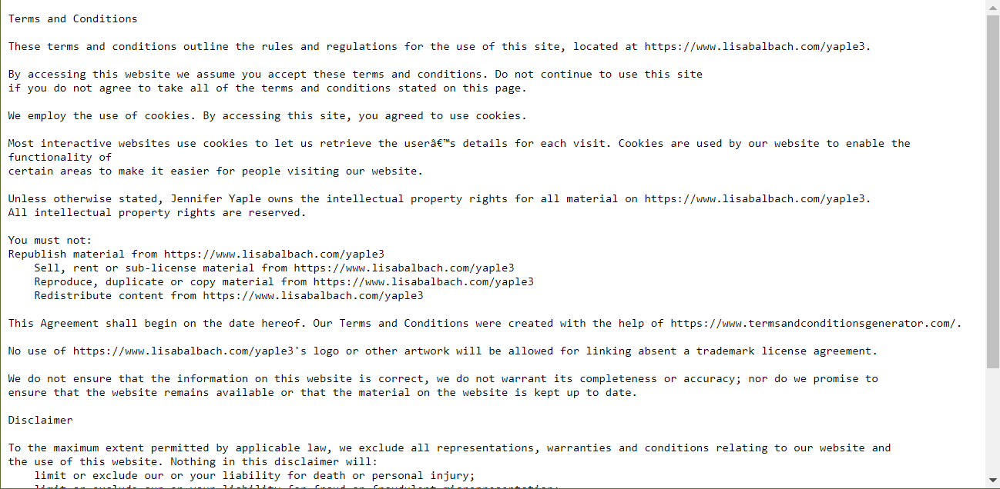 Terms and Conditions
These terms and conditions outline the rules and regulations for the use of this site, located at https://www.lisabalbach.com/yaple3.
By accessing this website we assume you accept these terms and conditions. Do not continue to use this site
if you do not agree to take all of the terms and conditions stated on this page.
We employ the use of cookies. By accessing this site, you agreed to use cookies.
Most interactive websites use cookies to let us retrieve the userâ€™s details for each visit. Cookies are used by our website to enable the
functionality of
certain areas to make it easier for people visiting our website.
Unless otherwise stated, Jennifer Yaple owns the intellectual property rights for all material on https://www.lisabalbach.com/yaple3.
All intellectual property rights are reserved.
You must not:
Republish material from https://www.lisabalbach.com/yaple3
Sell, rent or sub-license material from https://www.lisabalbach.com/yaple3
Reproduce, duplicate or copy material from https://www.lisabalbach.com/yaple3
Redistribute content from https://www.lisabalbach.com/yaple3
This Agreement shall begin on the date hereof. Our Terms and Conditions were created with the help of https://www.termsandconditionsgenerator.com/.
No use of https://www.lisabalbach.com/yaple3's logo or other artwork will be allowed for linking absent a trademark license agreement.
We do not ensure that the information on this website is correct, we do not warrant its completeness or accuracy; nor do we promise to
ensure that the website remains available or that the material on the website is kept up to date.
Disclaimer
To the maximum extent permitted by applicable law, we exclude all representations, warranties and conditions relating to our website and
the use of this website. Nothing in this disclaimer will:
limit or exclude our or your liability for death or personal injury;
limit or exclude our or your liability for fraud or fraudulent misrepresentation;